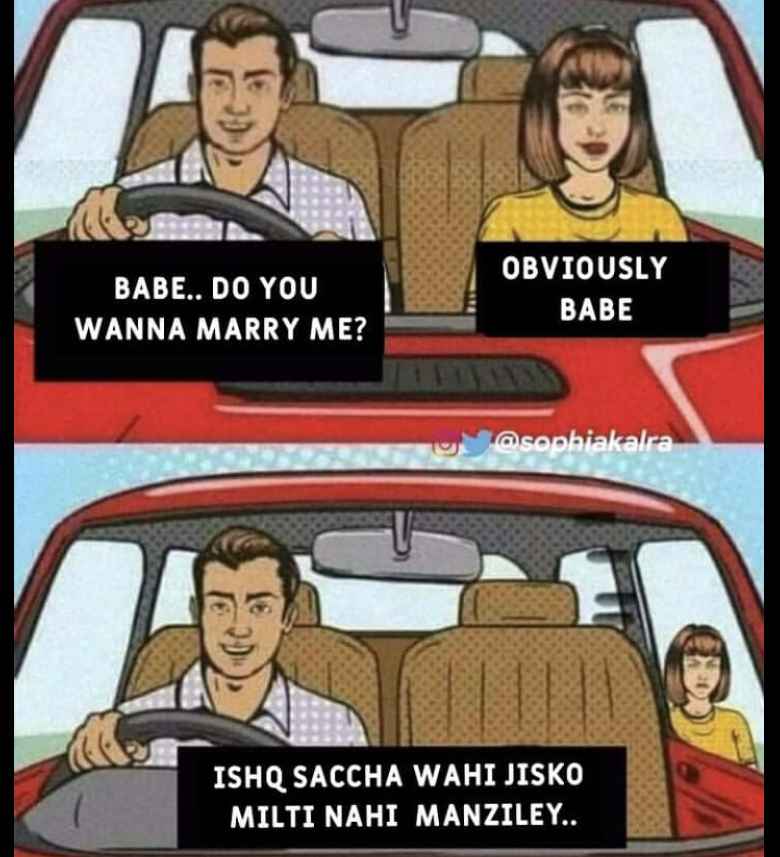 BABE.. DO YOU
WANNA MARRY ME?
OBVIOUSLY
BABE
@sophiakalra
ISHQ SACCHA WAHI JISKO
MILTI NAHI MANZILEY..